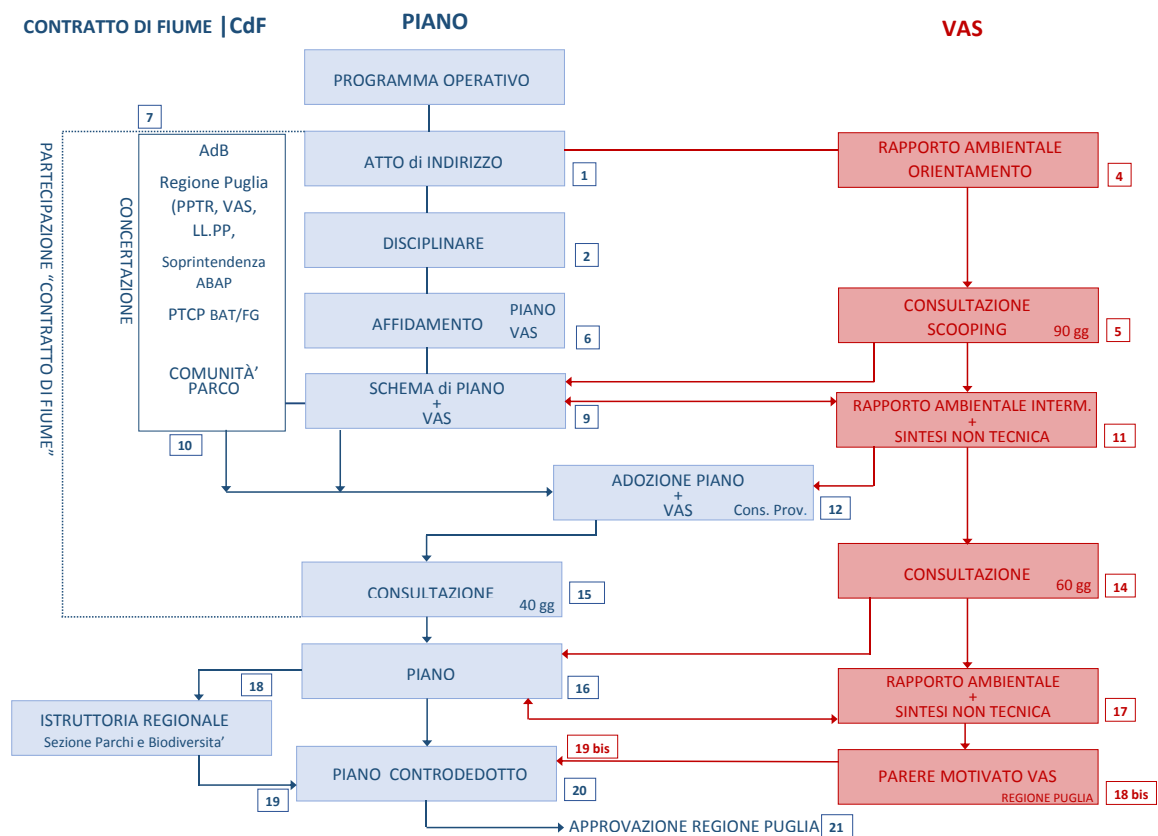 CONTRATTO DI FIUME |CdF
PIANO
VAS
PROGRAMMA OPERATIVO
7
PARTECIPAZIONE "CONTRATTO DI FIUME"
CONCERTAZIONE
AdB
Regione Puglia
(PPTR, VAS,
LL.PP,
Soprintendenza
ABAP
PTCP BAT/FG
COMUNITÀ'
PARCO
10
ATTO di INDIRIZZO
1
RAPPORTO AMBIENTALE
ORIENTAMENTO
4
DISCIPLINARE
2
AFFIDAMENTO
PIANO
VAS
6
CONSULTAZIONE
SCOOPING
90 gg
5
SCHEMA di PIANO
+
VAS
9
RAPPORTO AMBIENTALE INTERM.
+
SINTESI NON TECNICA
11
ADOZIONE PIANO
+
VAS
Cons. Prov.
12
CONSULTAZIONE
40 gg
15
CONSULTAZIONE
60 gg
14
PIANO
16
18
RAPPORTO AMBIENTALE
+
SINTESI NON TECNICA
17
ISTRUTTORIA REGIONALE
Sezione Parchi e Biodiversita'
19
PIANO CONTRODEDOTTO
20
19 bis
PARERE MOTIVATO VAS
REGIONE PUGLIA
18 bis
APPROVAZIONE REGIONE PUGLIA
21